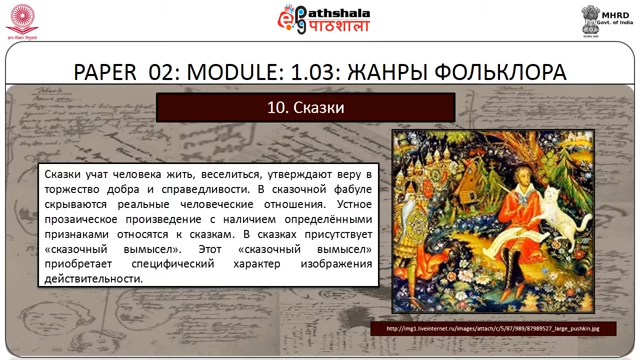 Pathshala
पाठशाला
MHRD
Govt. of India
PAPER 02: MODULE: 1.03: ЖАНРЫ ФОЛЬКЛОРА
10. Сказки
Сказки учат человека жить, веселиться, утверждают веру в
торжество добра и справедливости. В сказочной фабуле
скрываются реальные человеческие отношения. Устное
прозаическое произведение с наличием определёнными
признаками относятся к сказкам. В сказках присутствует
«сказочный вымысел». Этот «сказочный вымысел»
приобретает специфический характер изображения
действительности.
http://img1.liveinternet.ru/images/attach/c/5/87/989/87989527_large_pushkin.jpg